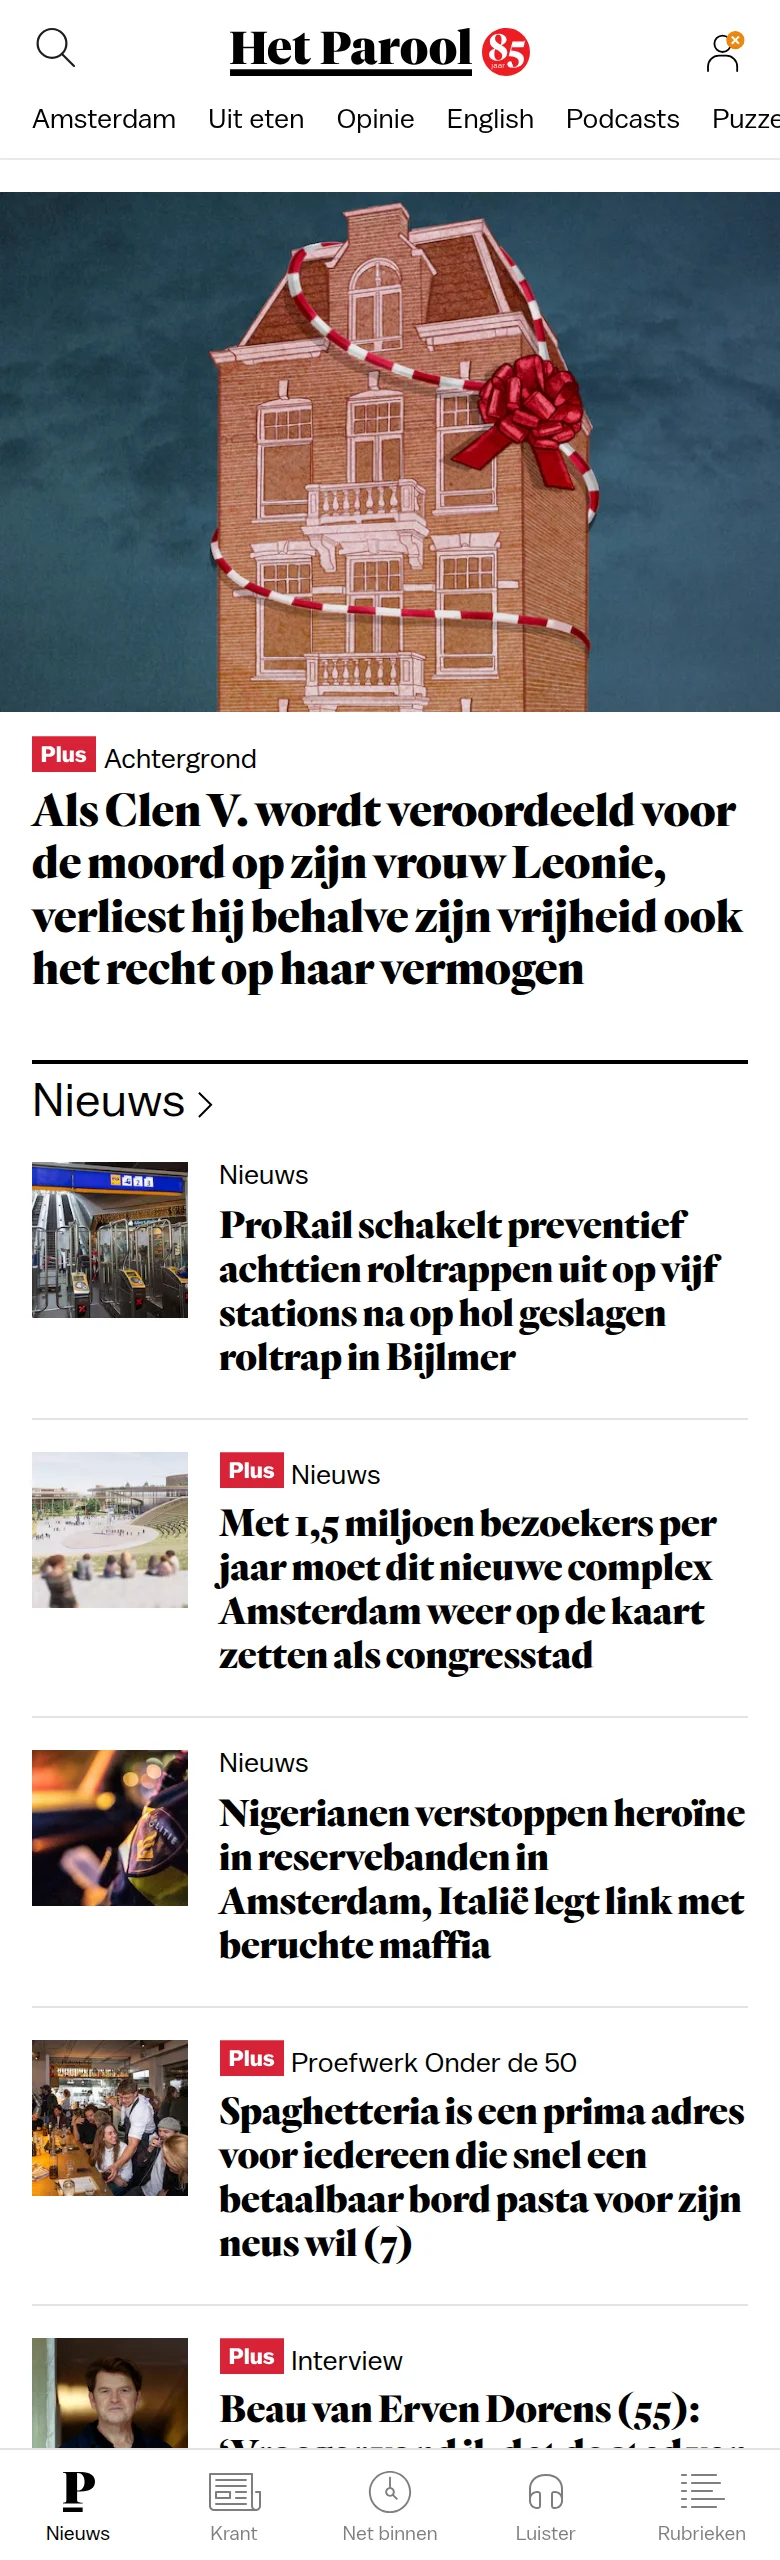 Het Parool 85 jaar
Amsterdam Uit eten Opinie English Podcasts
Plus Achtergrond
Als Clen V. wordt veroordeeld voor
de moord op zijn vrouw Leonie,
verliest hij behalve zijn vrijheid ook
het recht op haar vermogen
Nieuws
Nieuws
ProRail schakelt preventief
achttien roltrappen uit op vijf
stations na op hol geslagen
roltrap in Bijlmer
Plus Nieuws
Met 1,5 miljoen bezoekers per
jaar moet dit nieuwe complex
Amsterdam weer op de kaart
zetten als congresstad
Nieuws
Nigerianen verstoppen heroïne
in reservebanden in
Amsterdam, Italië legt link met
beruchte maffia
Plus Proefwerk Onder de 50
Spaghetteria is een prima adres
voor iedereen die snel een
betaalbaar bord pasta voor zijn
neus wil (7)
Plus Interview
Beau van Erven Dorens (55):
P
Nieuws Krant Net binnen Luister Rubrieken